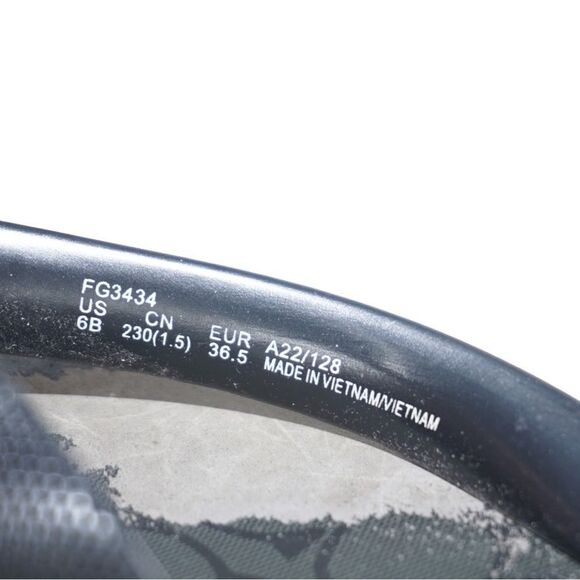 FG3434
US CN EUR A22/128
6B 230(1.5) 36.5 MADE IN VIETNAM/VIETNAM